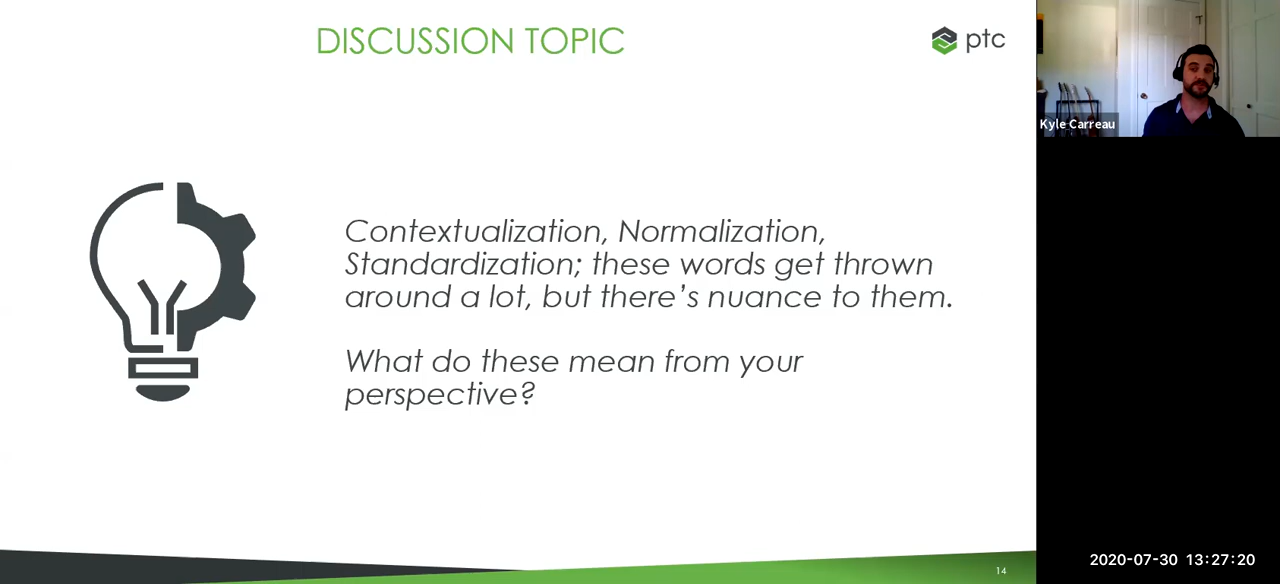 DISCUSSION TOPIC
ptc
Kyle Carreau
Contextualization, Normalization,
Standardization; these words get thrown
around a lot, but there's nuance to them.
What do these mean from your
perspective?
2020-07-30 13:27:20
14